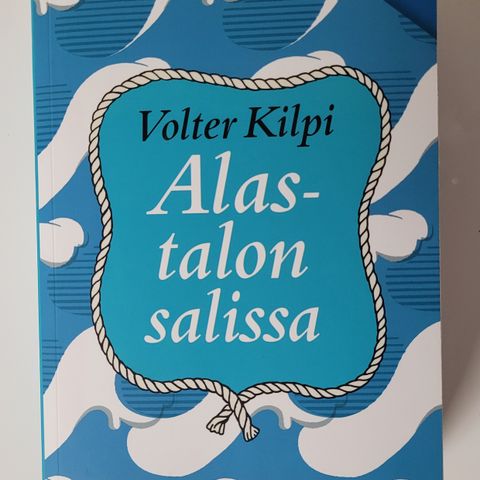 Volter Kilpi
Alas-
talon
salissa